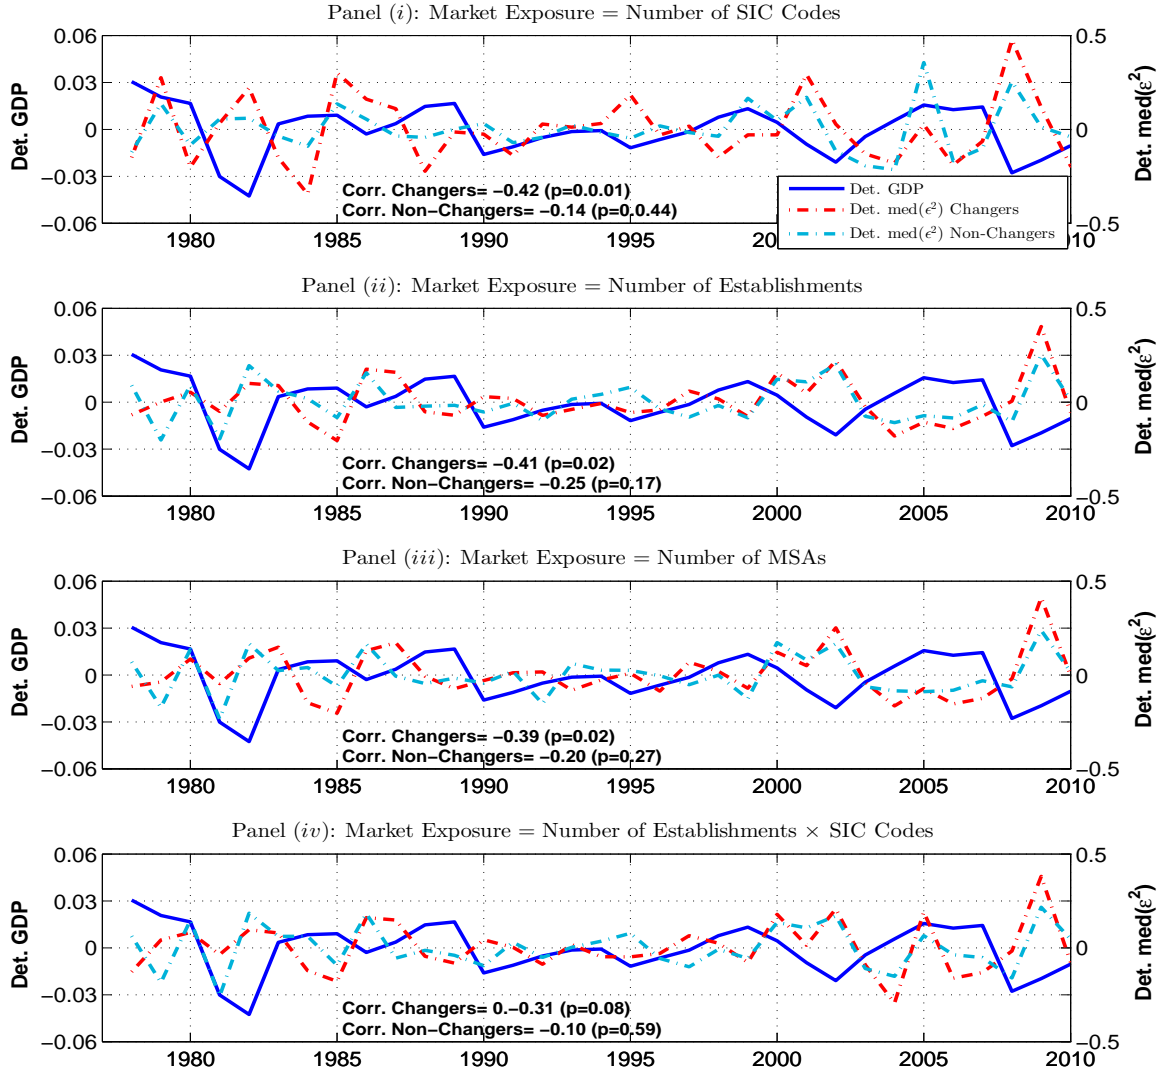 Panel (i): Market Exposure = Number of SIC Codes
0.06
0.03
0
−0.03
−0.06
Det. GDP
0.5
0
−0.5
Det. med(ε²)
Corr. Changers= −0.42 (p=0.0.01)
Corr. Non−Changers= −0.14 (p=0.0.44)
Det. GDP
Det. med(ϵ²) Changers
Det. med(ϵ²) Non-Changers
1980 1985 1990 1995 2000 2005 2010
Panel (ii): Market Exposure = Number of Establishments
0.06
0.03
0
−0.03
−0.06
Det. GDP
0.5
0
−0.5
Det. med(ε²)
Corr. Changers= −0.41 (p=0.02)
Corr. Non−Changers= −0.25 (p=0.17)
1980 1985 1990 1995 2000 2005 2010
Panel (iii): Market Exposure = Number of MSAs
0.06
0.03
0
−0.03
−0.06
Det. GDP
0.5
0
−0.5
Det. med(ε²)
Corr. Changers= −0.39 (p=0.02)
Corr. Non−Changers= −0.20 (p=0.27)
1980 1985 1990 1995 2000 2005 2010
Panel (iv): Market Exposure = Number of Establishments × SIC Codes
0.06
0.03
0
−0.03
−0.06
Det. GDP
0.5
0
−0.5
Det. med(ε²)
Corr. Changers= 0.−0.31 (p=0.08)
Corr. Non−Changers= −0.10 (p=0.59)
1980 1985 1990 1995 2000 2005 2010